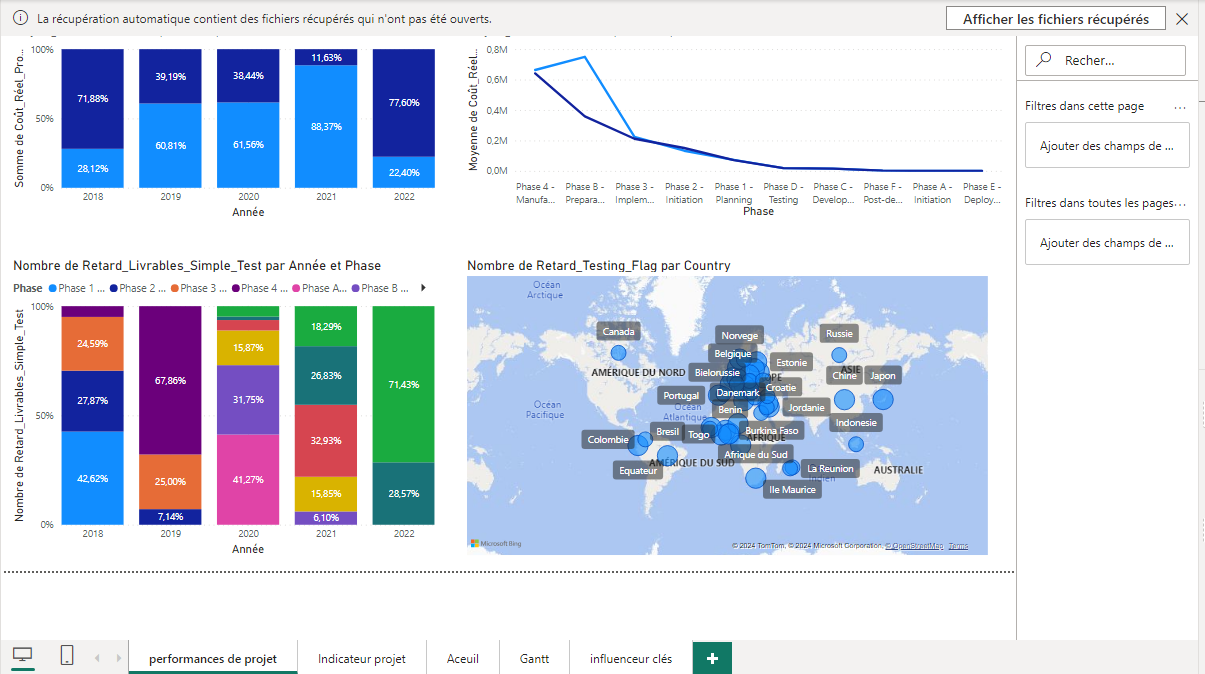 La récupération automatique contient des fichiers récupérés qui n'ont pas été ouverts.
Afficher les fichiers récupérés
Somme de Coût_Réel_Pro...
100%
50%
0%
71,88%
28,12%
39,19%
60,81%
38,44%
61,56%
11,63%
88,37%
77,60%
22,40%
2018
2019
2020
2021
2022
Année
Moyenne de Coût_Réel...
0,8M
0,6M
0,4M
0,2M
0,0M
Phase 4 - Phase B - Phase 3 - Phase 2 - Phase 1 - Phase D - Phase C - Phase F - Phase A - Phase E -
Manufa... Prepara... Implem... Initiation Planning Testing Develop... Post-de... Initiation Deploy...
Phase
Recher...
Filtres dans cette page ...
Ajouter des champs de ...
Filtres dans toutes les pages...
Ajouter des champs de ...
Nombre de Retard_Livrables_Simple_Test par Année et Phase
Phase Phase 1 ... Phase 2 ... Phase 3 ... Phase 4 ... Phase A... Phase B ...
Nombre de Retard_Livrables_Simple_Test
100%
50%
0%
24,59%
27,87%
42,62%
67,86%
25,00%
7,14%
15,87%
31,75%
41,27%
18,29%
26,83%
32,93%
15,85%
6,10%
71,43%
28,57%
2018
2019
2020
2021
2022
Année
Nombre de Retard_Testing_Flag par Country
Océan
Arctique
Canada
Norvege
Russie
Belgique
Estonie
AMÉRIQUE DU NORD
Bielorussie
ASIE
Chine
Japon
Croatie
Portugal
Danemark
Océan
Pacifique
Océan
Atlantique
Benin
Jordanie
Indonesie
Bresil
Togo
Burkina Faso
Colombie
AFRIQUE
Afrique du Sud
AMÉRIQUE DU SUD
Equateur
La Reunion
AUSTRALIE
Ile Maurice
Microsoft Bing
© 2024 TomTom, © 2024 Microsoft Corporation, © OpenStreetMap Terms
performances de projet
Indicateur projet
Aceuil
Gantt
influenceur clés